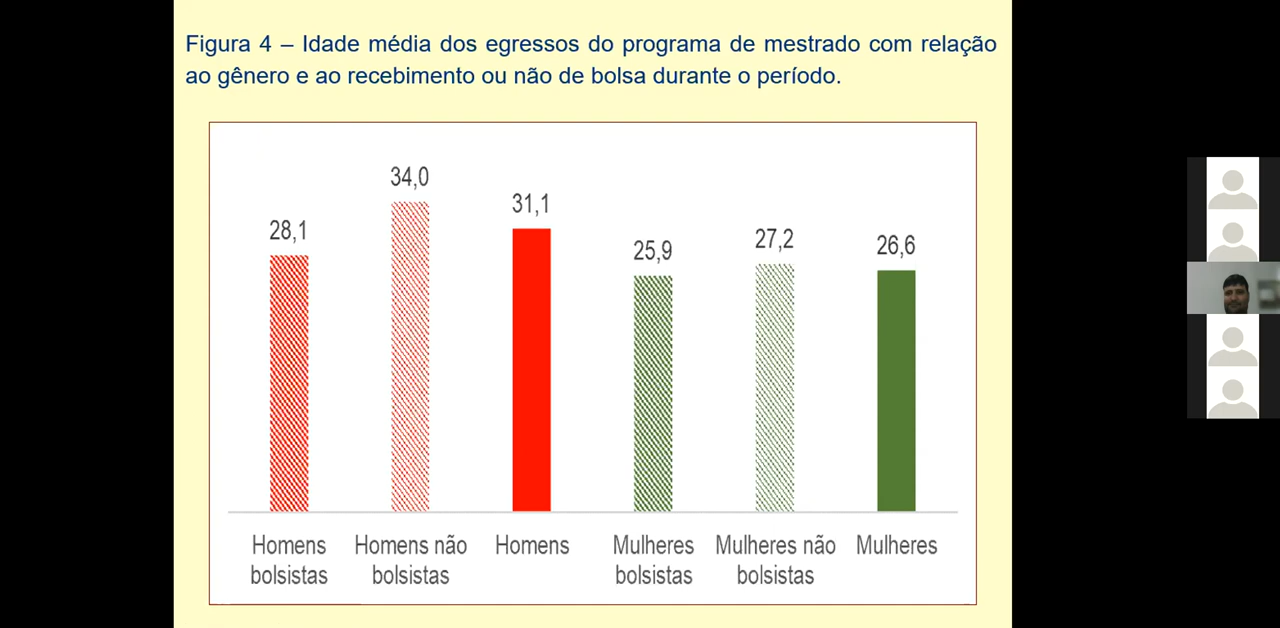 Figura 4 – Idade média dos egressos do programa de mestrado com relação
ao gênero e ao recebimento ou não de bolsa durante o período.
28,1
34,0
31,1
25,9
27,2
26,6
Homens bolsistas
Homens não bolsistas
Homens
Mulheres bolsistas
Mulheres não bolsistas
Mulheres